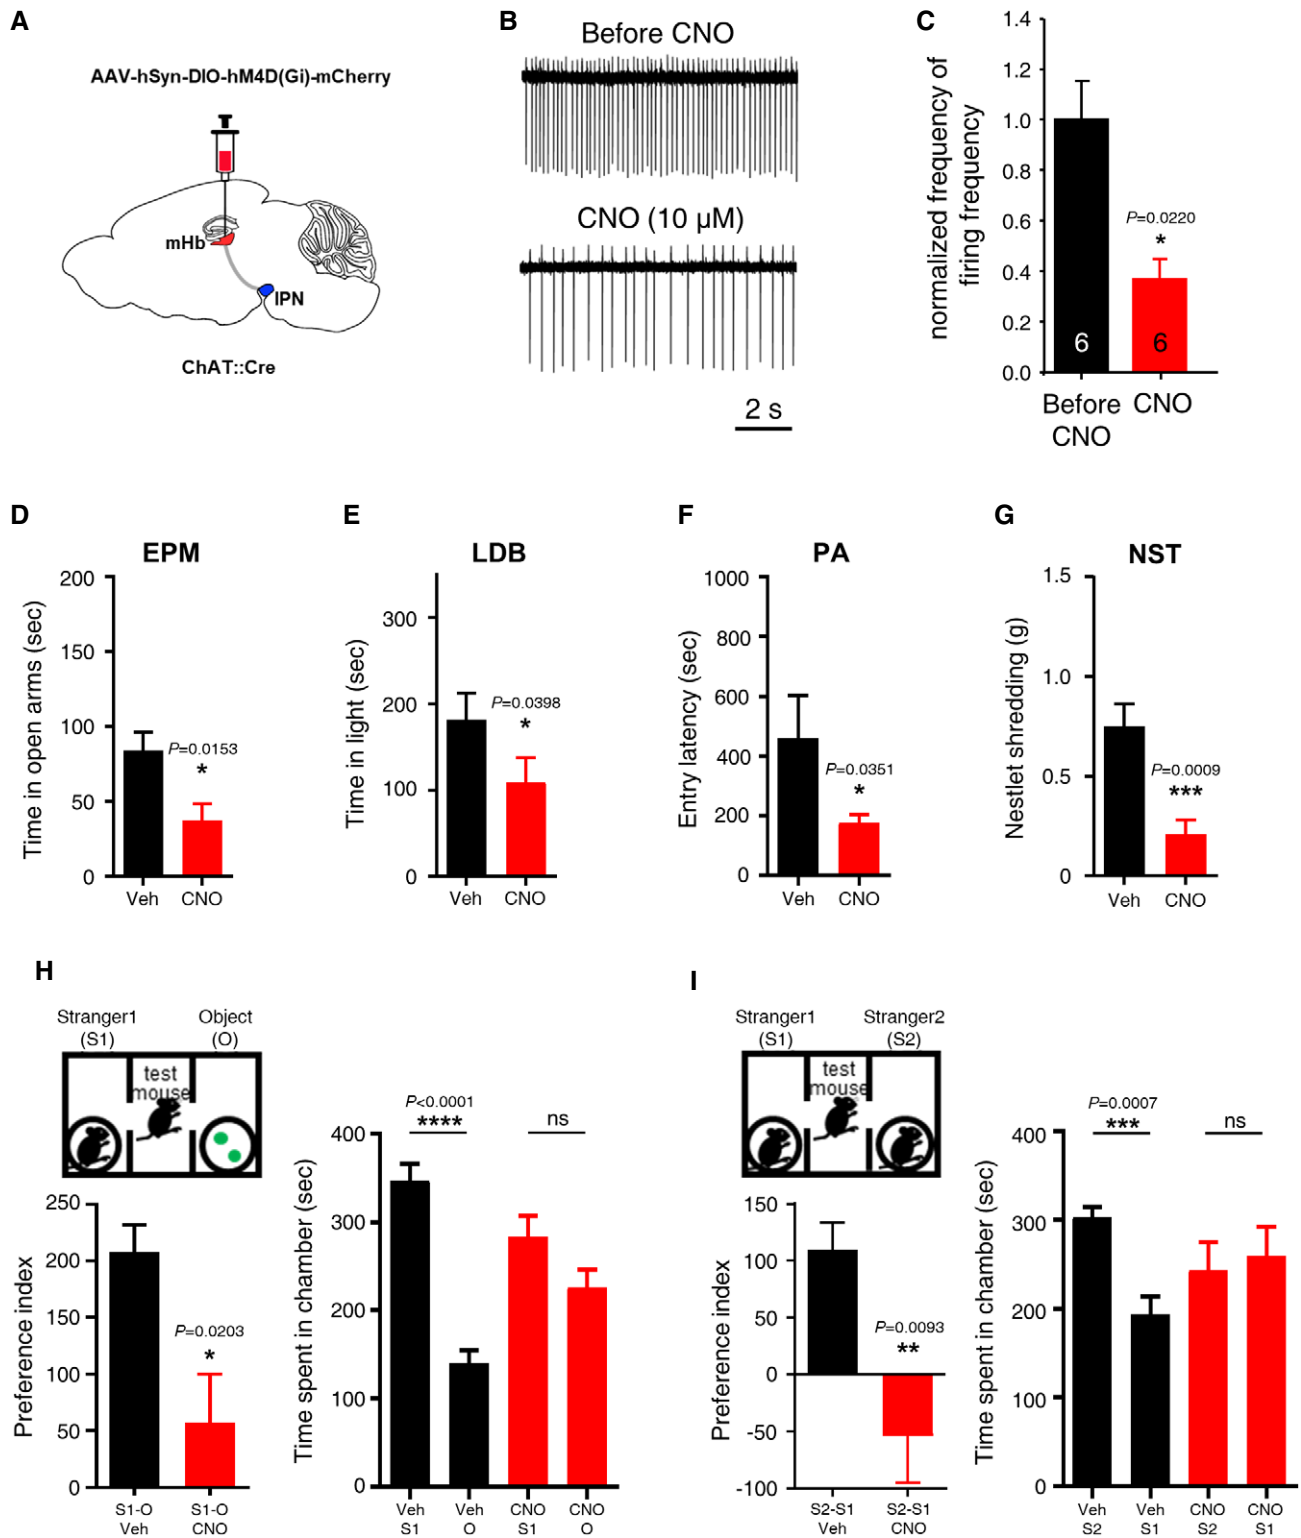 A
AAV-hSyn-DIO-hM4D(Gi)-mCherry
mHb
IPN
ChAT::Cre
B
Before CNO
CNO (10 µM)
2 s
C
normalized frequency of
firing frequency
1.4
1.2
1.0
0.8
0.6
0.4
0.2
0.0
P=0.0220
*
6
6
Before
CNO
CNO
D
EPM
Time in open arms (sec)
200
150
100
50
0
P=0.0153
*
Veh
CNO
E
LDB
Time in light (sec)
300
200
100
0
P=0.0398
*
Veh
CNO
F
PA
Entry latency (sec)
1000
800
600
400
200
0
P=0.0351
*
Veh
CNO
G
NST
Nestlet shredding (g)
1.5
1.0
0.5
0
P=0.0009
***
Veh
CNO
H
Stranger1
(S1)
Object
(O)
test
mouse
Preference index
250
200
150
100
50
0
P=0.0203
*
S1-O
Veh
S1-O
CNO
Time spent in chamber (sec)
400
300
200
100
0
P<0.0001
****
ns
Veh
S1
Veh
O
CNO
S1
CNO
O
I
Stranger1
(S1)
Stranger2
(S2)
test
mouse
Preference index
150
100
50
0
-50
-100
P=0.0093
**
S2-S1
Veh
S2-S1
CNO
Time spent in chamber (sec)
400
300
200
100
0
P=0.0007
***
ns
Veh
S2
Veh
S1
CNO
S2
CNO
S1